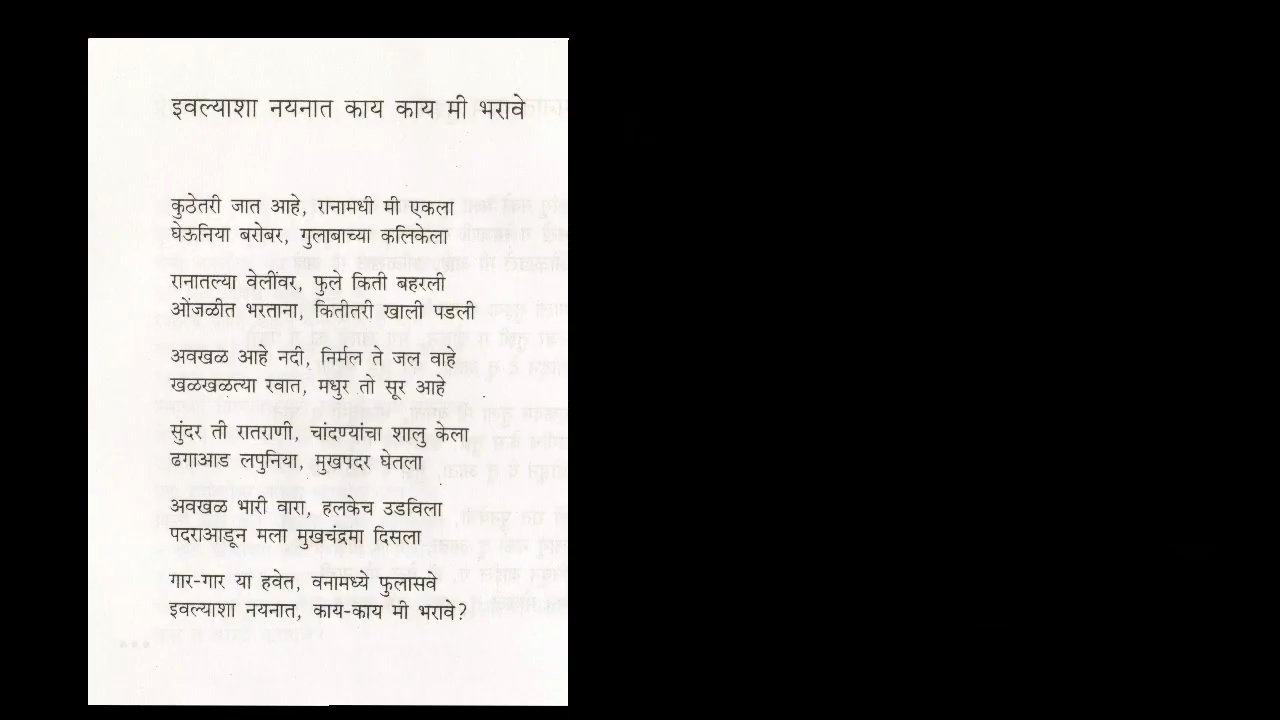 इवल्याशा नयनात काय काय मी भरावे
कुठेतरी जात आहे, रानामधी मी एकला
घेऊनिया बरोबर, गुलाबाच्या कलिकेला
रानातल्या वेलींवर, फुले किती बहरली
ओंजळीत भरताना, कितीतरी खाली पडली
अवखळ आहे नदी, निर्मल ते जल वाहे
खळखळत्या रवात, मधुर तो सूर आहे
सुंदर ती रातराणी, चांदण्यांचा शालु केला
ढगाआड लपुनिया, मुखपदर घेतला
अवखळ भारी वारा, हलकेच उडविला
पदराआडून मला मुखचंद्रमा दिसला
गार-गार या हवेत, वनामध्ये फुलासवे
इवल्याशा नयनात, काय-काय मी भरावे?